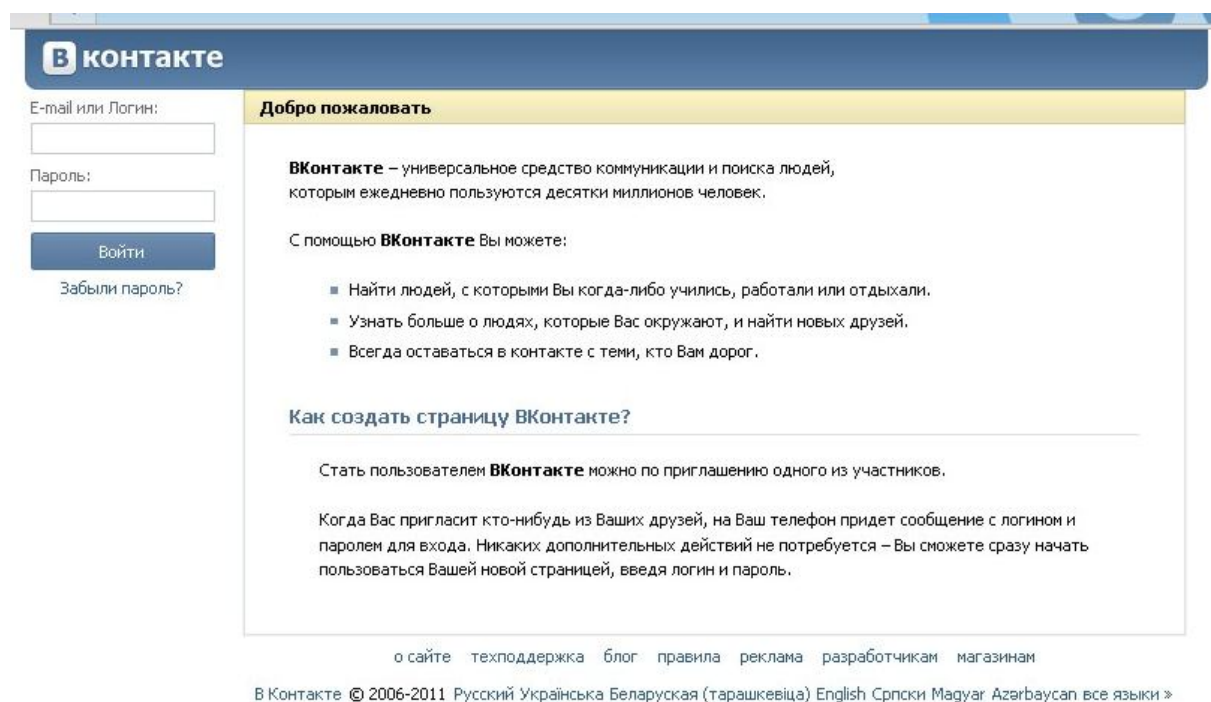 В контакте
E-mail или Логин:
Пароль:
Войти
Забыли пароль?
Добро пожаловать
ВКонтакте – универсальное средство коммуникации и поиска людей,
которым ежедневно пользуются десятки миллионов человек.
С помощью ВКонтакте Вы можете:
Найти людей, с которыми Вы когда-либо учились, работали или отдыхали.
Узнать больше о людях, которые Вас окружают, и найти новых друзей.
Всегда оставаться в контакте с теми, кто Вам дорог.
Как создать страницу ВКонтакте?
Стать пользователем ВКонтакте можно по приглашению одного из участников.
Когда Вас пригласит кто-нибудь из Ваших друзей, на Ваш телефон придет сообщение с логином и
паролем для входа. Никаких дополнительных действий не потребуется – Вы сможете сразу начать
пользоваться Вашей новой страницей, введя логин и пароль.
о сайте техподдержка блог правила реклама разработчикам магазинам
В Контакте © 2006-2011 Русский Українська Беларуская (тарашкевіца) English Српски Magyar Azərbaycan все языки »